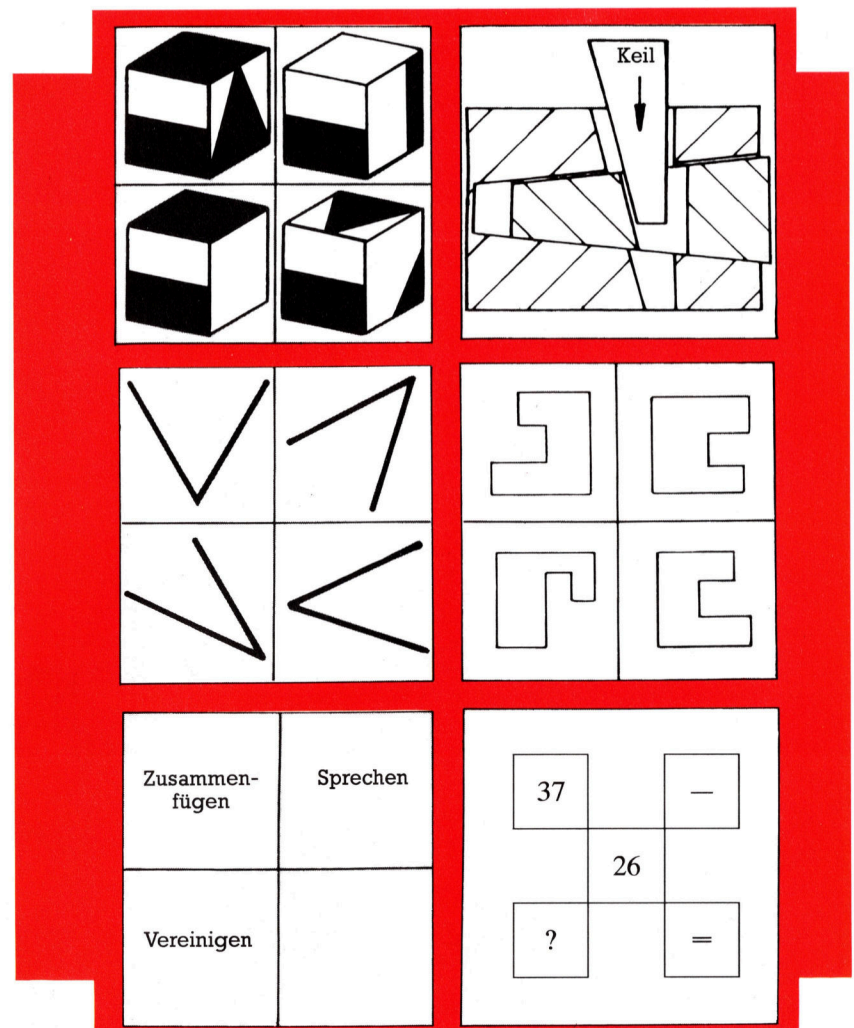 Keil
Zusammen-
fügen
Sprechen
Vereinigen
37
—
26
?
=